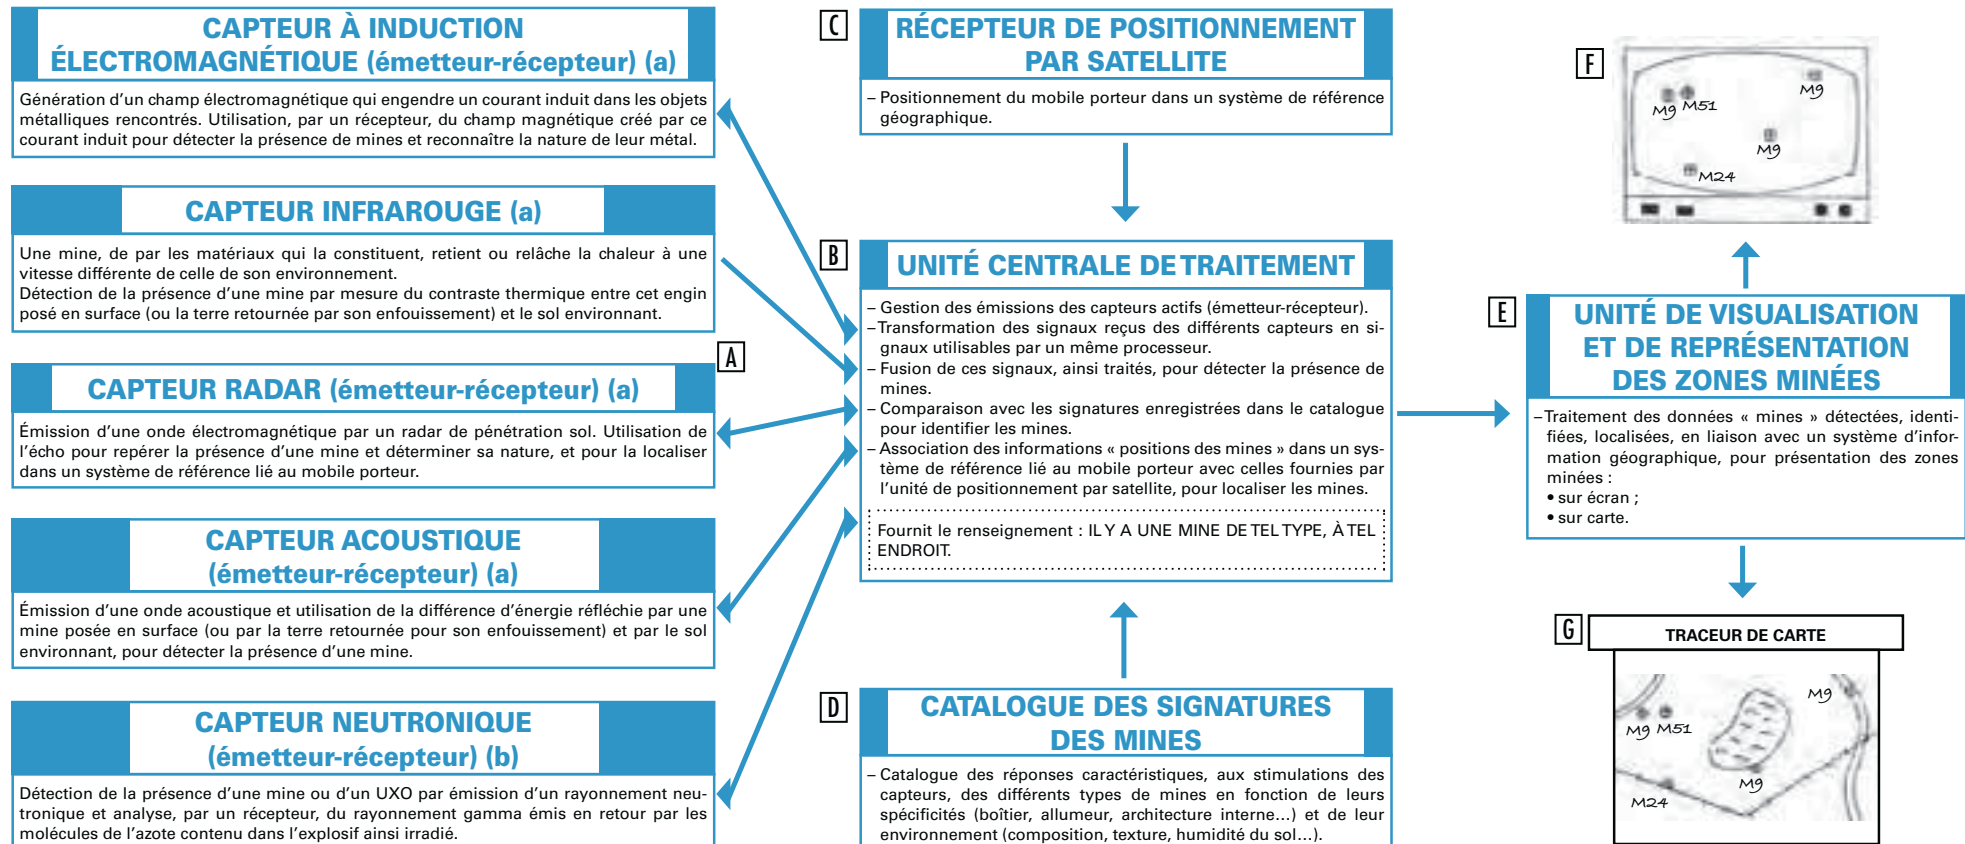 CAPTEUR À INDUCTION
ÉLECTROMAGNÉTIQUE (émetteur-récepteur) (a)
Génération d'un champ électromagnétique qui engendre un courant induit dans les objets
métalliques rencontrés. Utilisation, par un récepteur, du champ magnétique créé par ce
courant induit pour détecter la présence de mines et reconnaître la nature de leur métal.
CAPTEUR INFRAROUGE (a)
Une mine, de par les matériaux qui la constituent, retient ou relâche la chaleur à une
vitesse différente de celle de son environnement.
Détection de la présence d'une mine par mesure du contraste thermique entre cet engin
posé en surface (ou la terre retournée par son enfouissement) et le sol environnant.
A
CAPTEUR RADAR (émetteur-récepteur) (a)
Émission d'une onde électromagnétique par un radar de pénétration sol. Utilisation de
l'écho pour repérer la présence d'une mine et déterminer sa nature, et pour la localiser
dans un système de référence lié au mobile porteur.
CAPTEUR ACOUSTIQUE
(émetteur-récepteur) (a)
Émission d'une onde acoustique et utilisation de la différence d'énergie réfléchie par une
mine posée en surface (ou par la terre retournée pour son enfouissement) et par le sol
environnant, pour détecter la présence d'une mine.
CAPTEUR NEUTRONIQUE
(émetteur-récepteur) (b)
Détection de la présence d'une mine ou d'un UXO par émission d'un rayonnement neu-
tronique et analyse, par un récepteur, du rayonnement gamma émis en retour par les
molécules de l'azote contenu dans l'explosif ainsi irradié.
C
RÉCEPTEUR DE POSITIONNEMENT
PAR SATELLITE
– Positionnement du mobile porteur dans un système de référence
géographique.
B
UNITÉ CENTRALE DE TRAITEMENT
– Gestion des émissions des capteurs actifs (émetteur-récepteur).
– Transformation des signaux reçus des différents capteurs en si-
gnaux utilisables par un même processeur.
– Fusion de ces signaux, ainsi traités, pour détecter la présence de
mines.
– Comparaison avec les signatures enregistrées dans le catalogue
pour identifier les mines.
– Association des informations « positions des mines » dans un sys-
tème de référence lié au mobile porteur avec celles fournies par
l'unité de positionnement par satellite, pour localiser les mines.
Fournit le renseignement : IL Y A UNE MINE DE TEL TYPE, À TEL
ENDROIT.
D
CATALOGUE DES SIGNATURES
DES MINES
– Catalogue des réponses caractéristiques, aux stimulations des
capteurs, des différents types de mines en fonction de leurs
spécificités (boîtier, allumeur, architecture interne…) et de leur
environnement (composition, texture, humidité du sol…).
F
M9 M51
M9
M9
M24
E
UNITÉ DE VISUALISATION
ET DE REPRÉSENTATION
DES ZONES MINÉES
– Traitement des données « mines » détectées, identi-
fiées, localisées, en liaison avec un système d'infor-
mation géographique, pour présentation des zones
minées :
• sur écran ;
• sur carte.
G
TRACEUR DE CARTE
M9
M9 M51
M9
M24